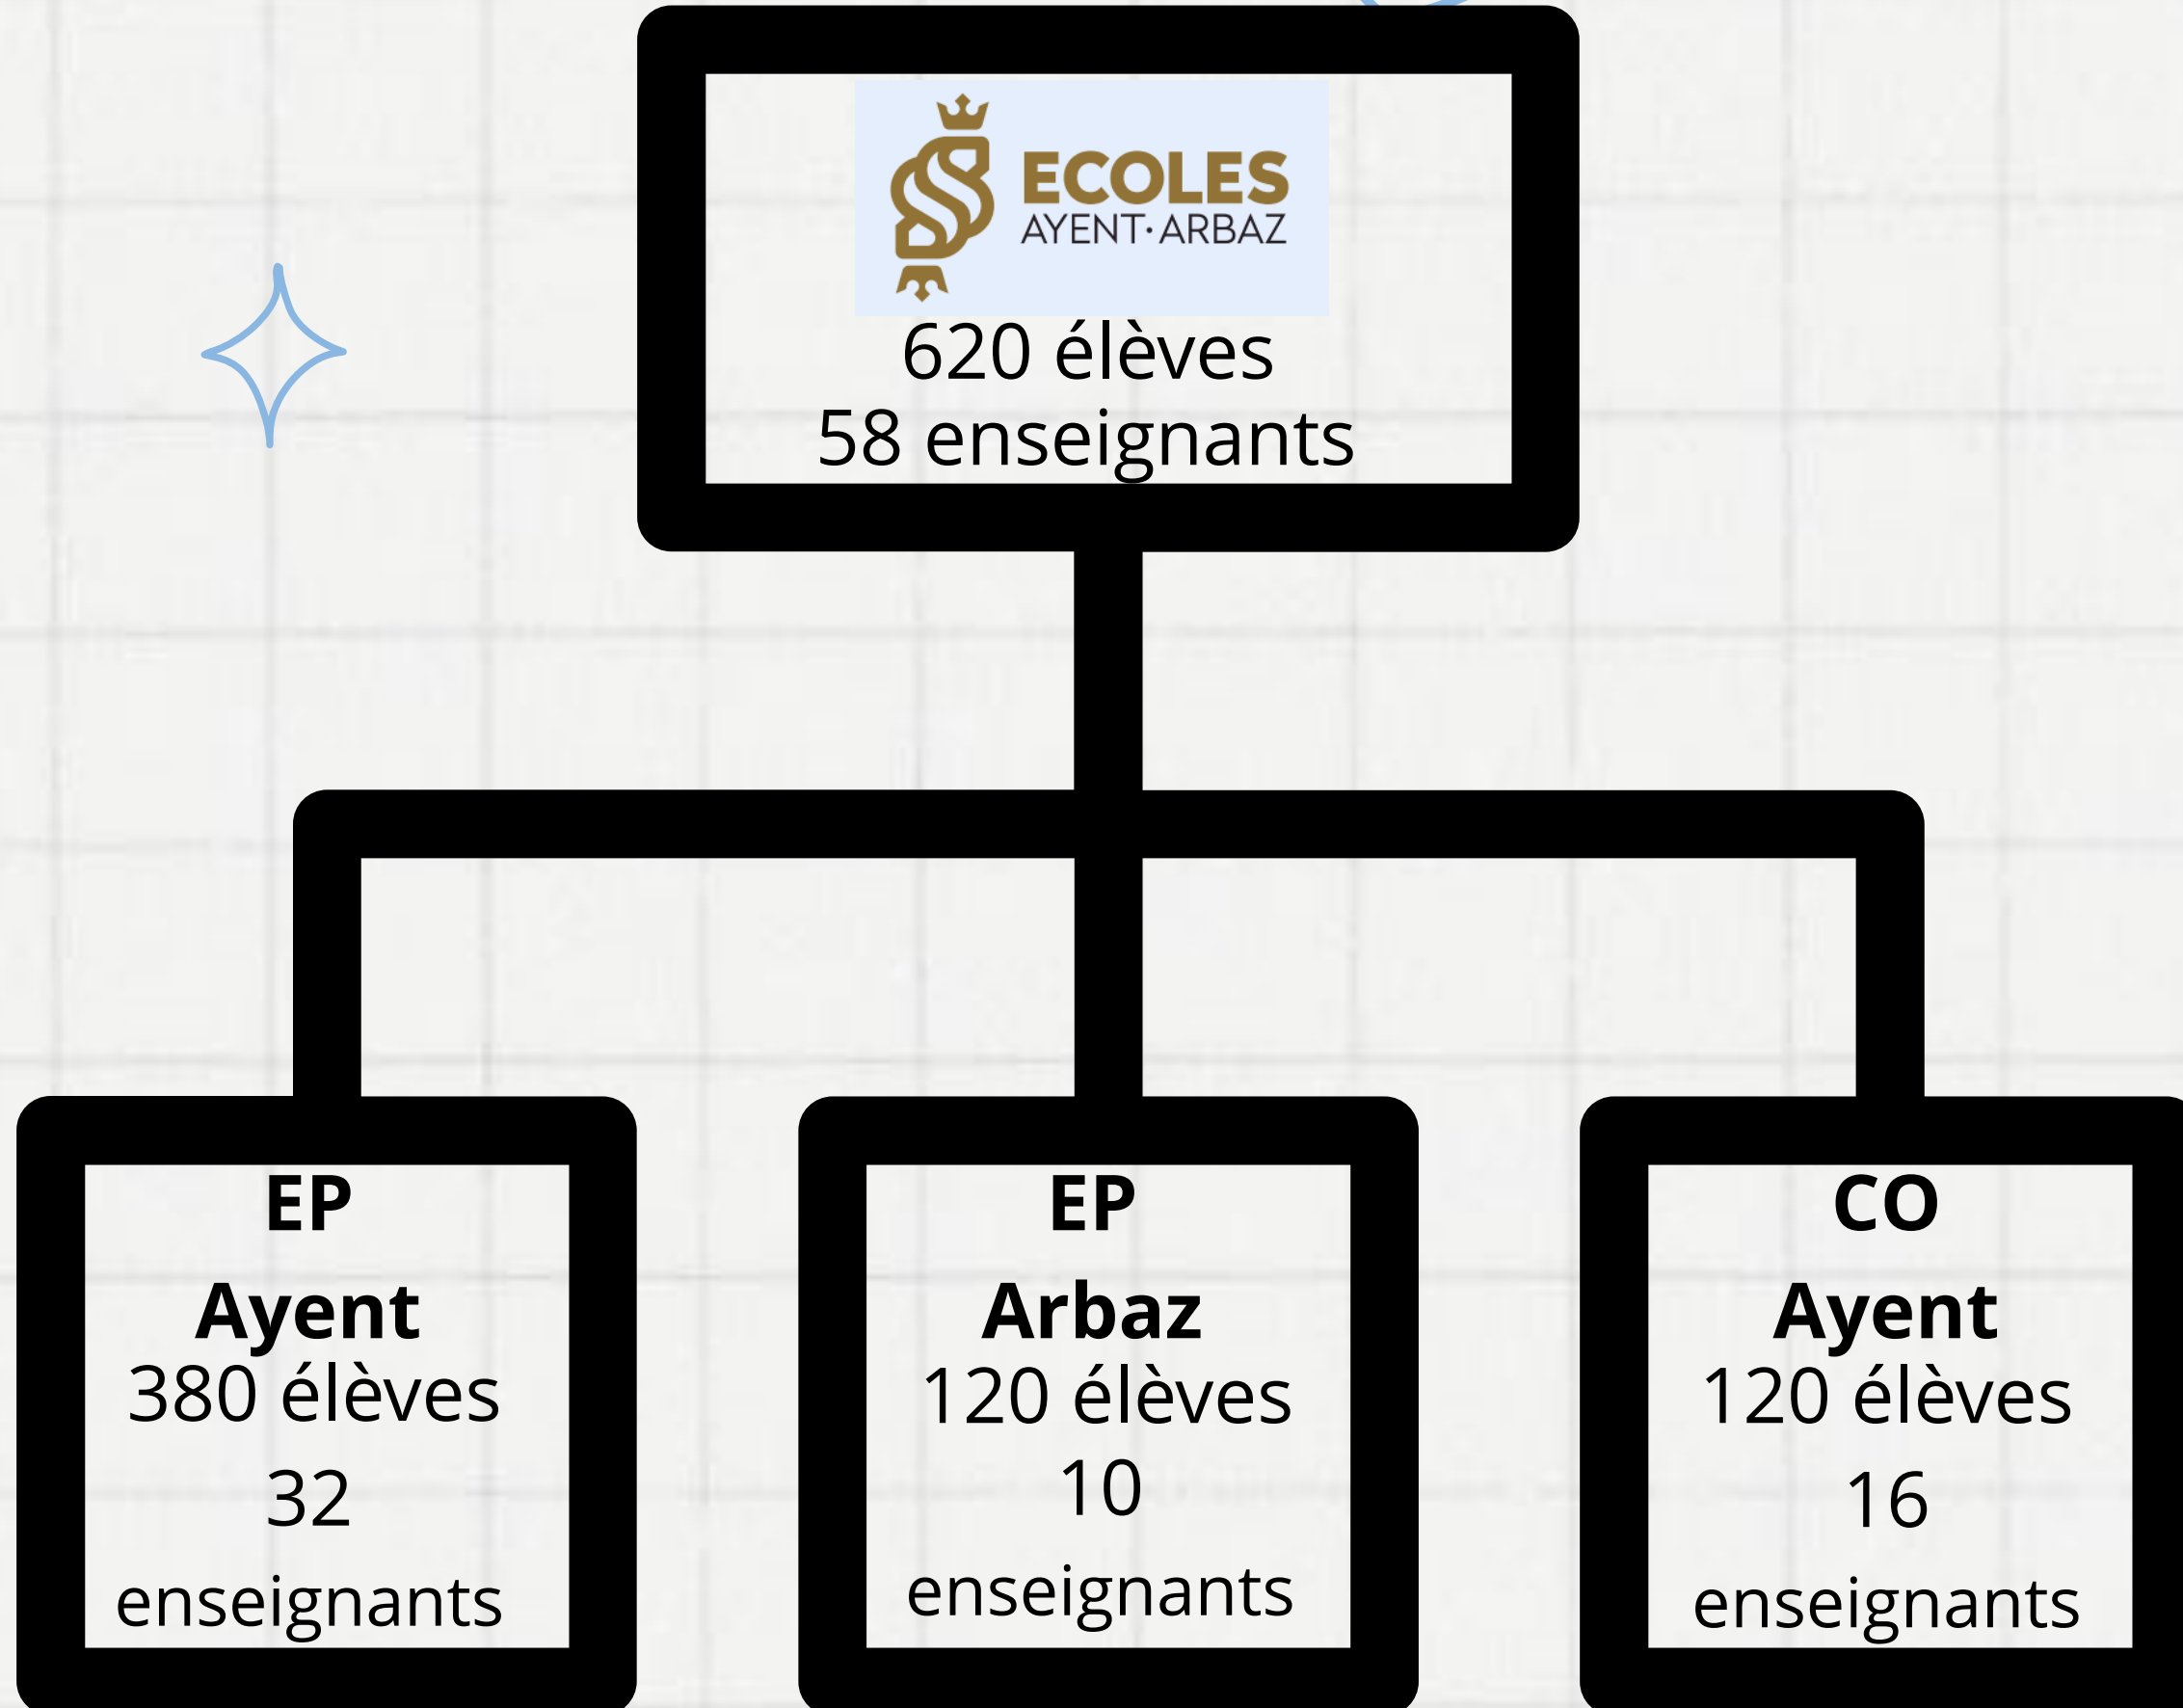 ECOLES
AYENT·ARBAZ
620 élèves
58 enseignants
EP
Ayent
380 élèves
32
enseignants
EP
Arbaz
120 élèves
10
enseignants
CO
Ayent
120 élèves
16
enseignants